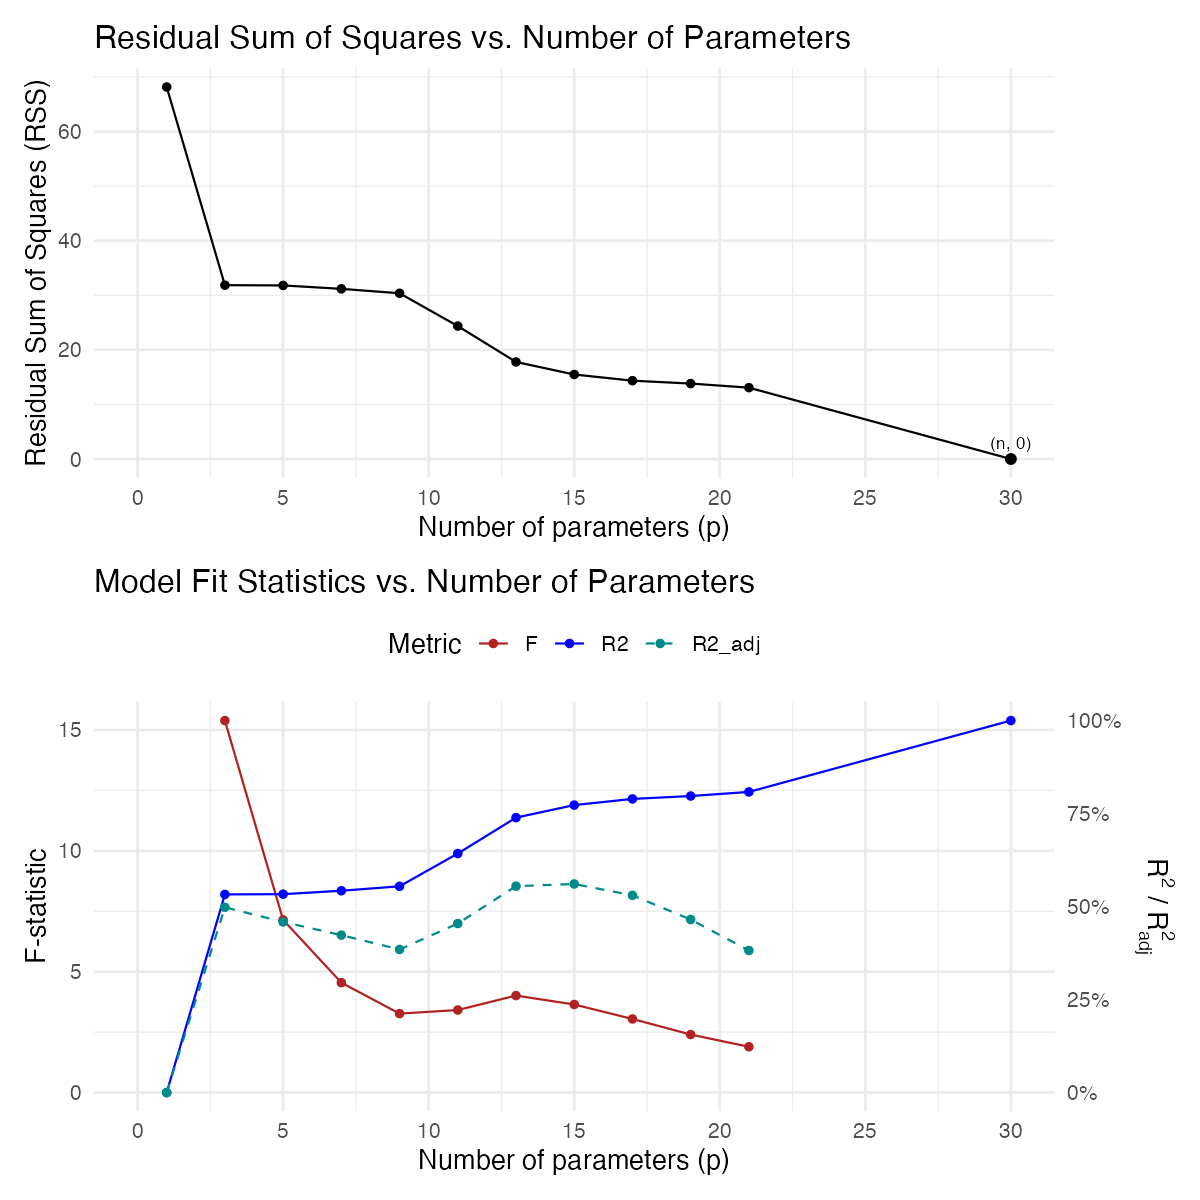 Residual Sum of Squares vs. Number of Parameters
Residual Sum of Squares (RSS)
60
40
20
0
(n, 0)
0 5 10 15 20 25 30
Number of parameters (p)
Model Fit Statistics vs. Number of Parameters
Metric F R2 R2_adj
F-statistic
15
10
5
0
100%
75%
50%
25%
0%
R² / R²adj
0 5 10 15 20 25 30
Number of parameters (p)